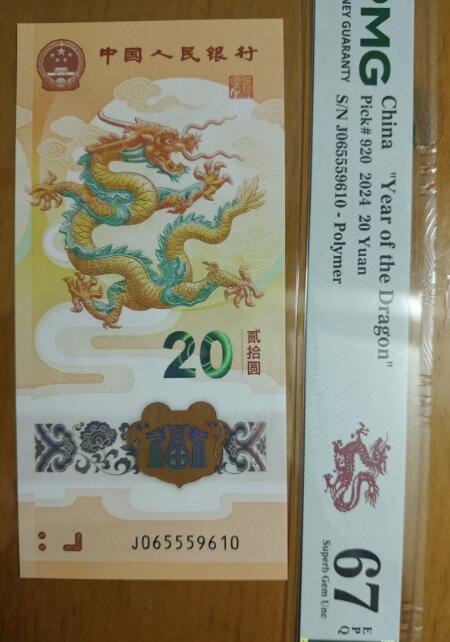 中国人民银行
20
贰拾圆
J065559610
PMG
NEY GUARANTY
China "Year of the Dragon"
Pick# 920 2024 20 Yuan
S/N J065559610 - Polymer
67
EPQ
Superb Gem Unc